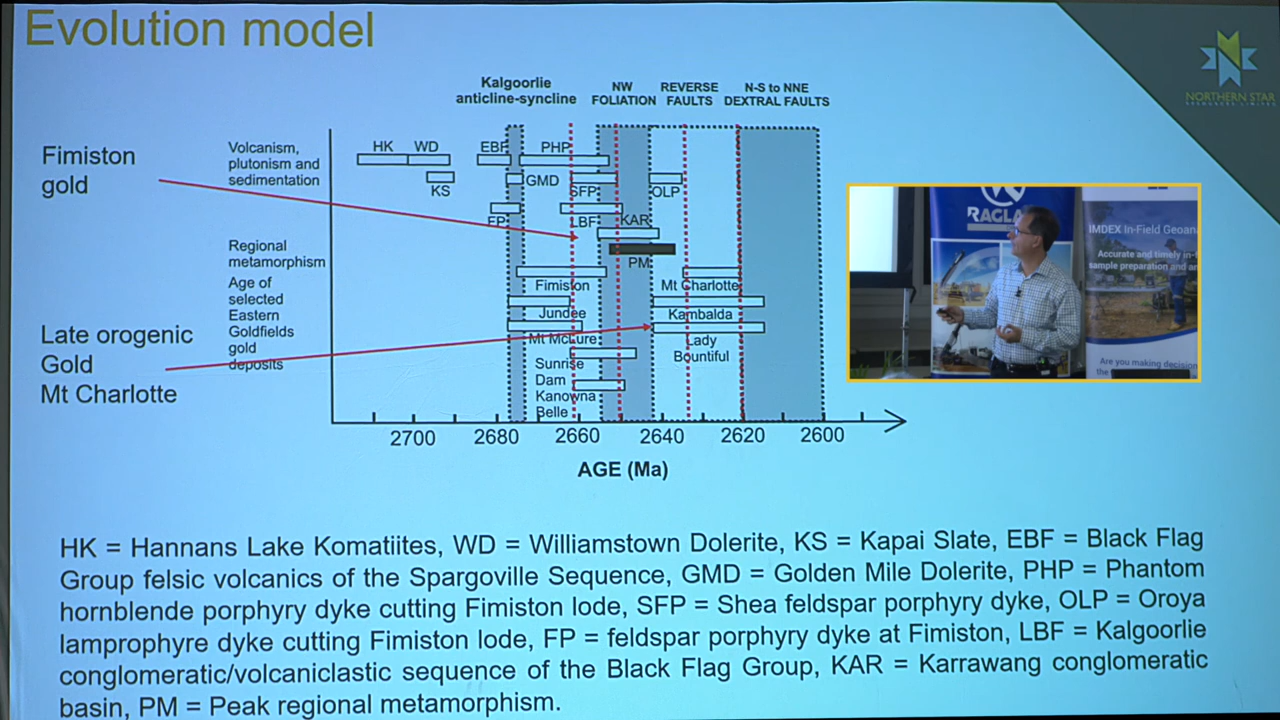 Evolution model
NORTHERN STAR
RESOURCES LIMITED
Kalgoorlie
anticline-syncline
NW
FOLIATION
REVERSE
FAULTS
N-S to NNE
DEXTRAL FAULTS
Fimiston
gold
Volcanism,
plutonism and
sedimentation
HK
WD
EBF
PHP
KS
GMD
SFP
OLP
FP
LBF
KAR
PM
Regional
metamorphism
Age of
selected
Eastern
Goldfields
gold
deposits
Fimiston
Mt Charlotte
Jundee
Kambalda
Mt McLure
Lady
Bountiful
Sunrise
Dam
Kanowna
Belle
Late orogenic
Gold
Mt Charlotte
2700
2680
2660
2640
2620
2600
AGE (Ma)
IMDEX In-Field Geoan
Accurate and timely in-f
sample preparation and an
Are you making decision
the
HK = Hannans Lake Komatiites, WD = Williamstown Dolerite, KS = Kapai Slate, EBF = Black Flag
Group felsic volcanics of the Spargoville Sequence, GMD = Golden Mile Dolerite, PHP = Phantom
hornblende porphyry dyke cutting Fimiston lode, SFP = Shea feldspar porphyry dyke, OLP = Oroya
lamprophyre dyke cutting Fimiston lode, FP = feldspar porphyry dyke at Fimiston, LBF = Kalgoorlie
conglomeratic/volcaniclastic sequence of the Black Flag Group, KAR = Karrawang conglomeratic
basin, PM = Peak regional metamorphism.